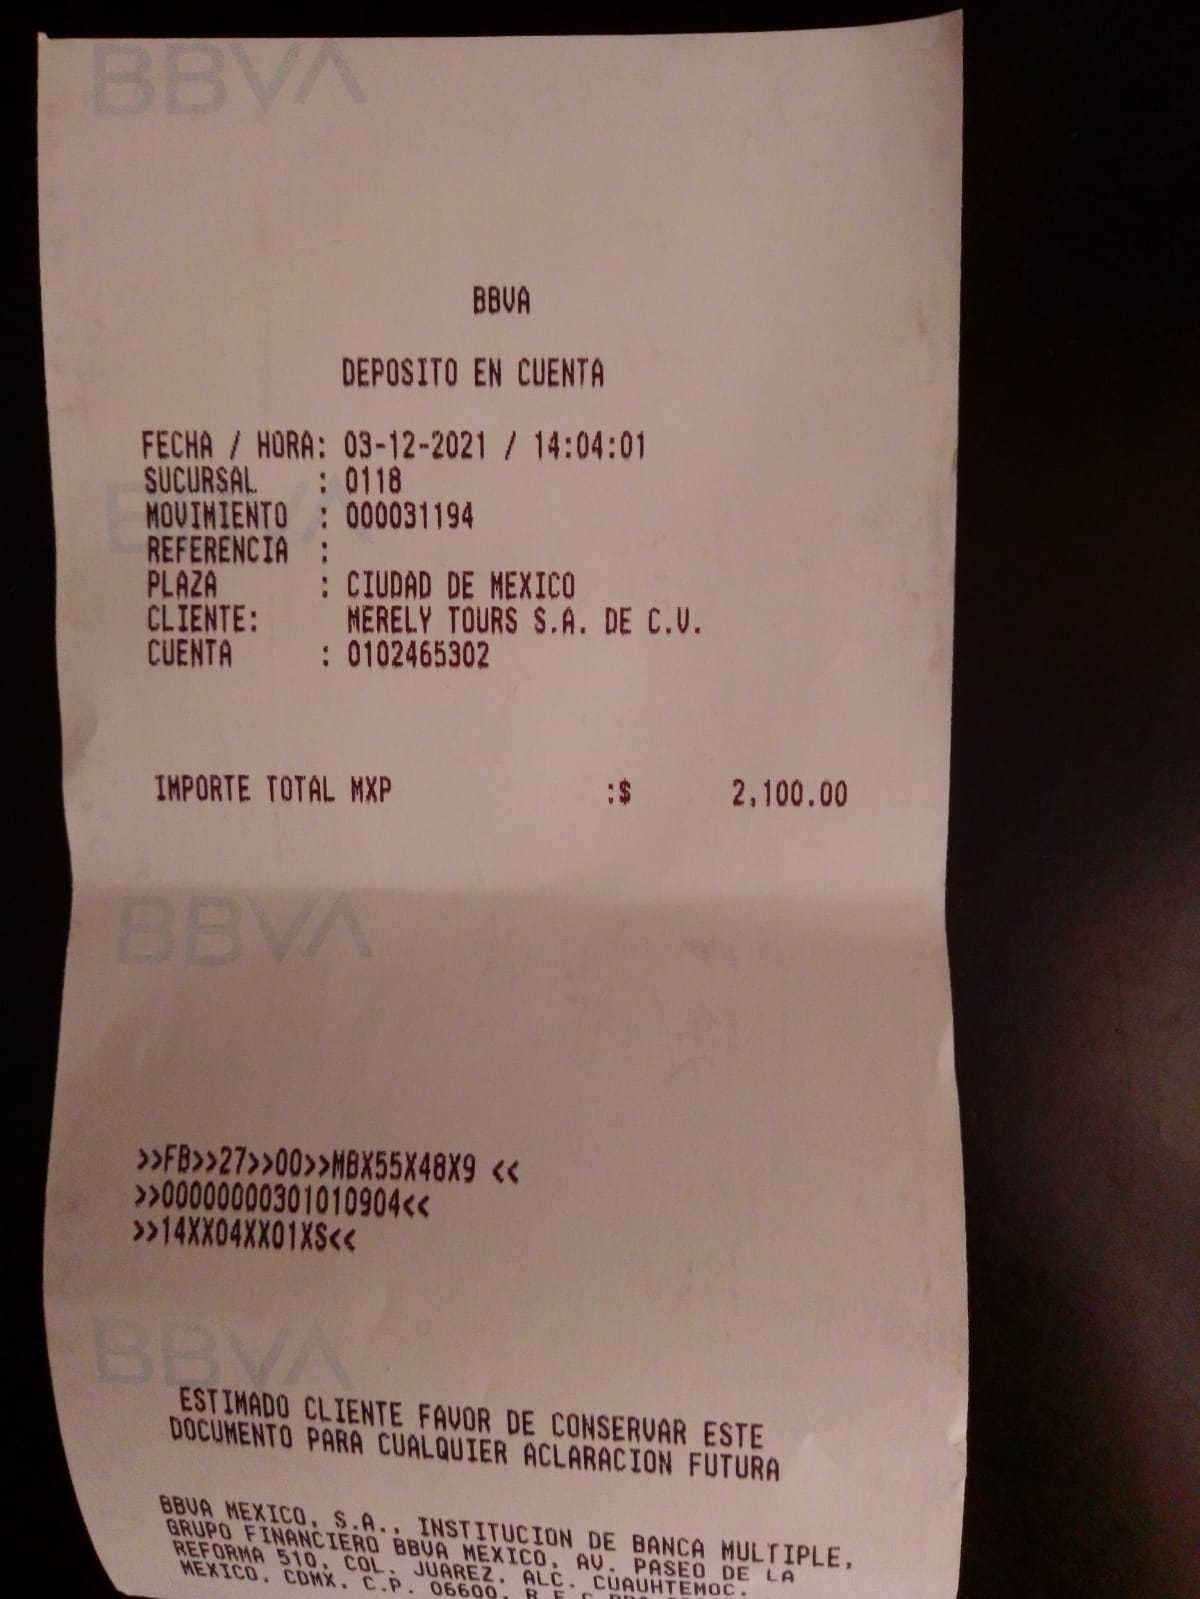 BBVA
BBVA
DEPOSITO EN CUENTA
FECHA / HORA: 03-12-2021 / 14:04:01
SUCURSAL : 0118
MOVIMIENTO : 000031194
REFERENCIA :
PLAZA : CIUDAD DE MEXICO
CLIENTE: MERELY TOURS S.A. DE C.V.
CUENTA : 0102465302
BBVA
IMPORTE TOTAL MXP :$ 2,100.00
BBVA
>>FB>>27>>00>>MBX55X48X9 <<
>>00000000301010904<<
>>14XX04XX01XS<<
BBVA
ESTIMADO CLIENTE FAVOR DE CONSERVAR ESTE
DOCUMENTO PARA CUALQUIER ACLARACION FUTURA
BBVA MEXICO, S.A., INSTITUCION DE BANCA MULTIPLE,
GRUPO FINANCIERO BBVA MEXICO. AV. PASEO DE LA
REFORMA 510, COL. JUAREZ. ALC. CUAUHTEMOC.
MEXICO. CDMX. C.P. 06600.